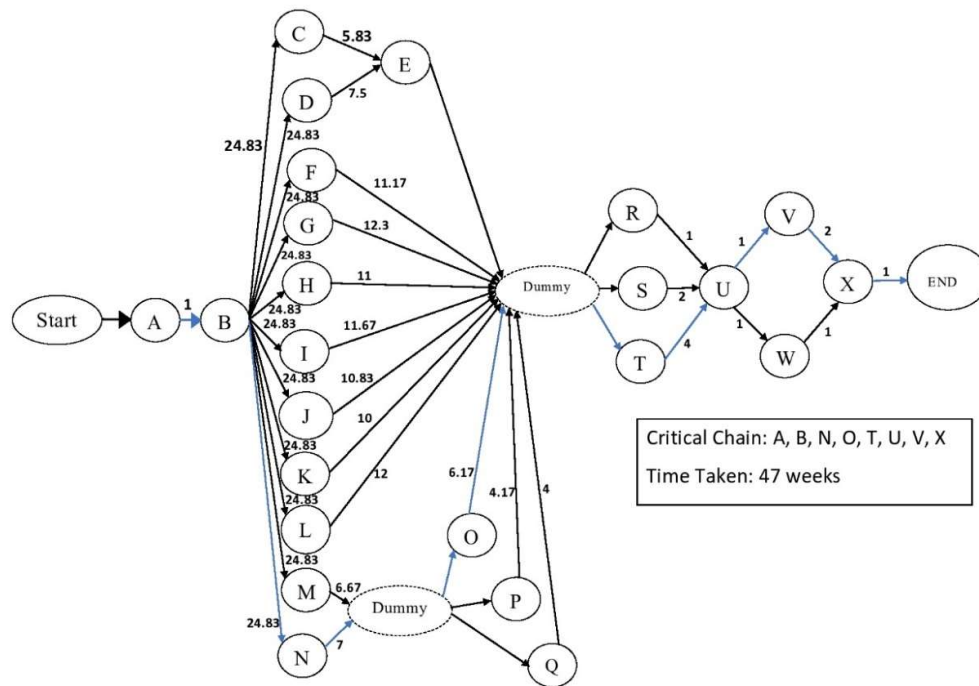 C
5.83
E
D
7.5
24.83
24.83
F
11.17
24.83
G
12.3
24.83
H
11
24.83
I
11.67
24.83
J
10.83
24.83
K
10
24.83
L
12
24.83
M
6.67
24.83
N
7
24.83
Start
A
1
B
Dummy
Dummy
O
6.17
P
4.17
Q
4
R
1
S
2
T
4
U
1
V
2
1
W
1
X
1
END
Critical Chain: A, B, N, O, T, U, V, X
Time Taken: 47 weeks